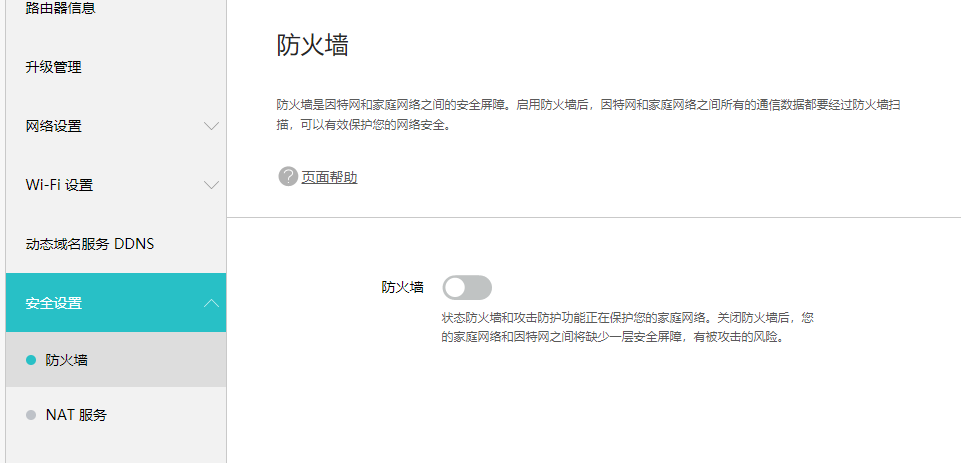 路由器信息
升级管理
网络设置
Wi-Fi 设置
动态域名服务 DDNS
安全设置
防火墙
NAT 服务
防火墙
防火墙是因特网和家庭网络之间的安全屏障。启用防火墙后，因特网和家庭网络之间所有的通信数据都要经过防火墙扫
描，可以有效保护您的网络安全。
? 页面帮助
防火墙
状态防火墙和攻击防护功能正在保护您的家庭网络。关闭防火墙后，您
的家庭网络和因特网之间将缺少一层安全屏障，有被攻击的风险。